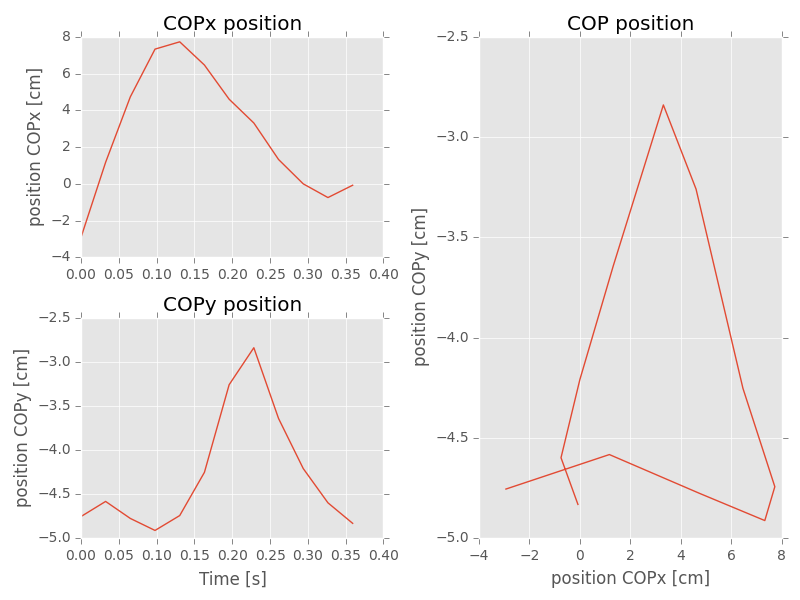 COPx position
8
6
4
2
0
−2
−4
position COPx [cm]
0.00 0.05 0.10 0.15 0.20 0.25 0.30 0.35 0.40
COPy position
−2.5
−3.0
−3.5
−4.0
−4.5
−5.0
position COPy [cm]
0.00 0.05 0.10 0.15 0.20 0.25 0.30 0.35 0.40
Time [s]
COP position
−2.5
−3.0
−3.5
−4.0
−4.5
−5.0
position COPy [cm]
−4 −2 0 2 4 6 8
position COPx [cm]